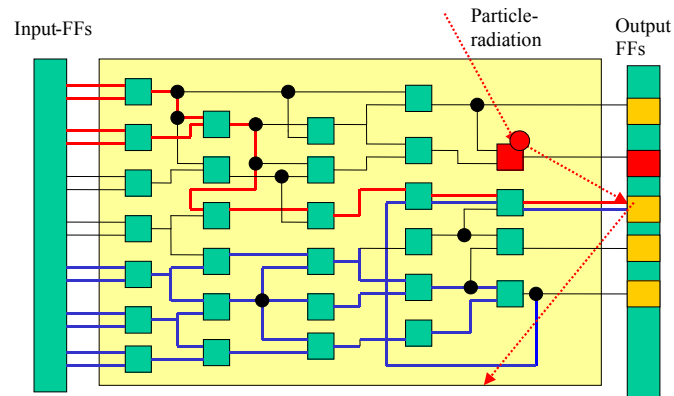 Input-FFs
Particle-
radiation
Output
FFs